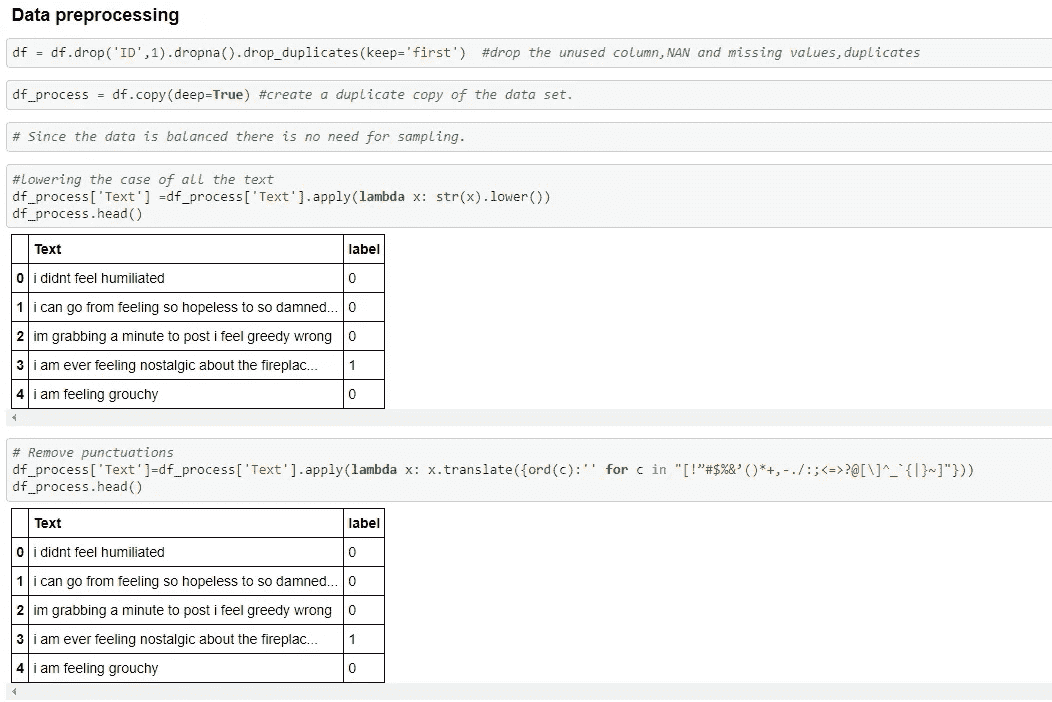 Data preprocessing
df = df.drop('ID',1).dropna().drop_duplicates(keep='first')  #drop the unused column,NAN and missing values,duplicates
df_process = df.copy(deep=True) #create a duplicate copy of the data set.
# Since the data is balanced there is no need for sampling.
#lowering the case of all the text
df_process['Text'] =df_process['Text'].apply(lambda x: str(x).lower())
df_process.head()
Text label
0 i didnt feel humiliated 0
1 i can go from feeling so hopeless to so damned... 0
2 im grabbing a minute to post i feel greedy wrong 0
3 i am ever feeling nostalgic about the fireplac... 1
4 i am feeling grouchy 0
# Remove punctuations
df_process['Text']=df_process['Text'].apply(lambda x: x.translate({ord(c):'' for c in "[!”#$%&’()*+,-./:;<=>?@[\]^_`{|}~]"}))
df_process.head()
Text label
0 i didnt feel humiliated 0
1 i can go from feeling so hopeless to so damned... 0
2 im grabbing a minute to post i feel greedy wrong 0
3 i am ever feeling nostalgic about the fireplac... 1
4 i am feeling grouchy 0